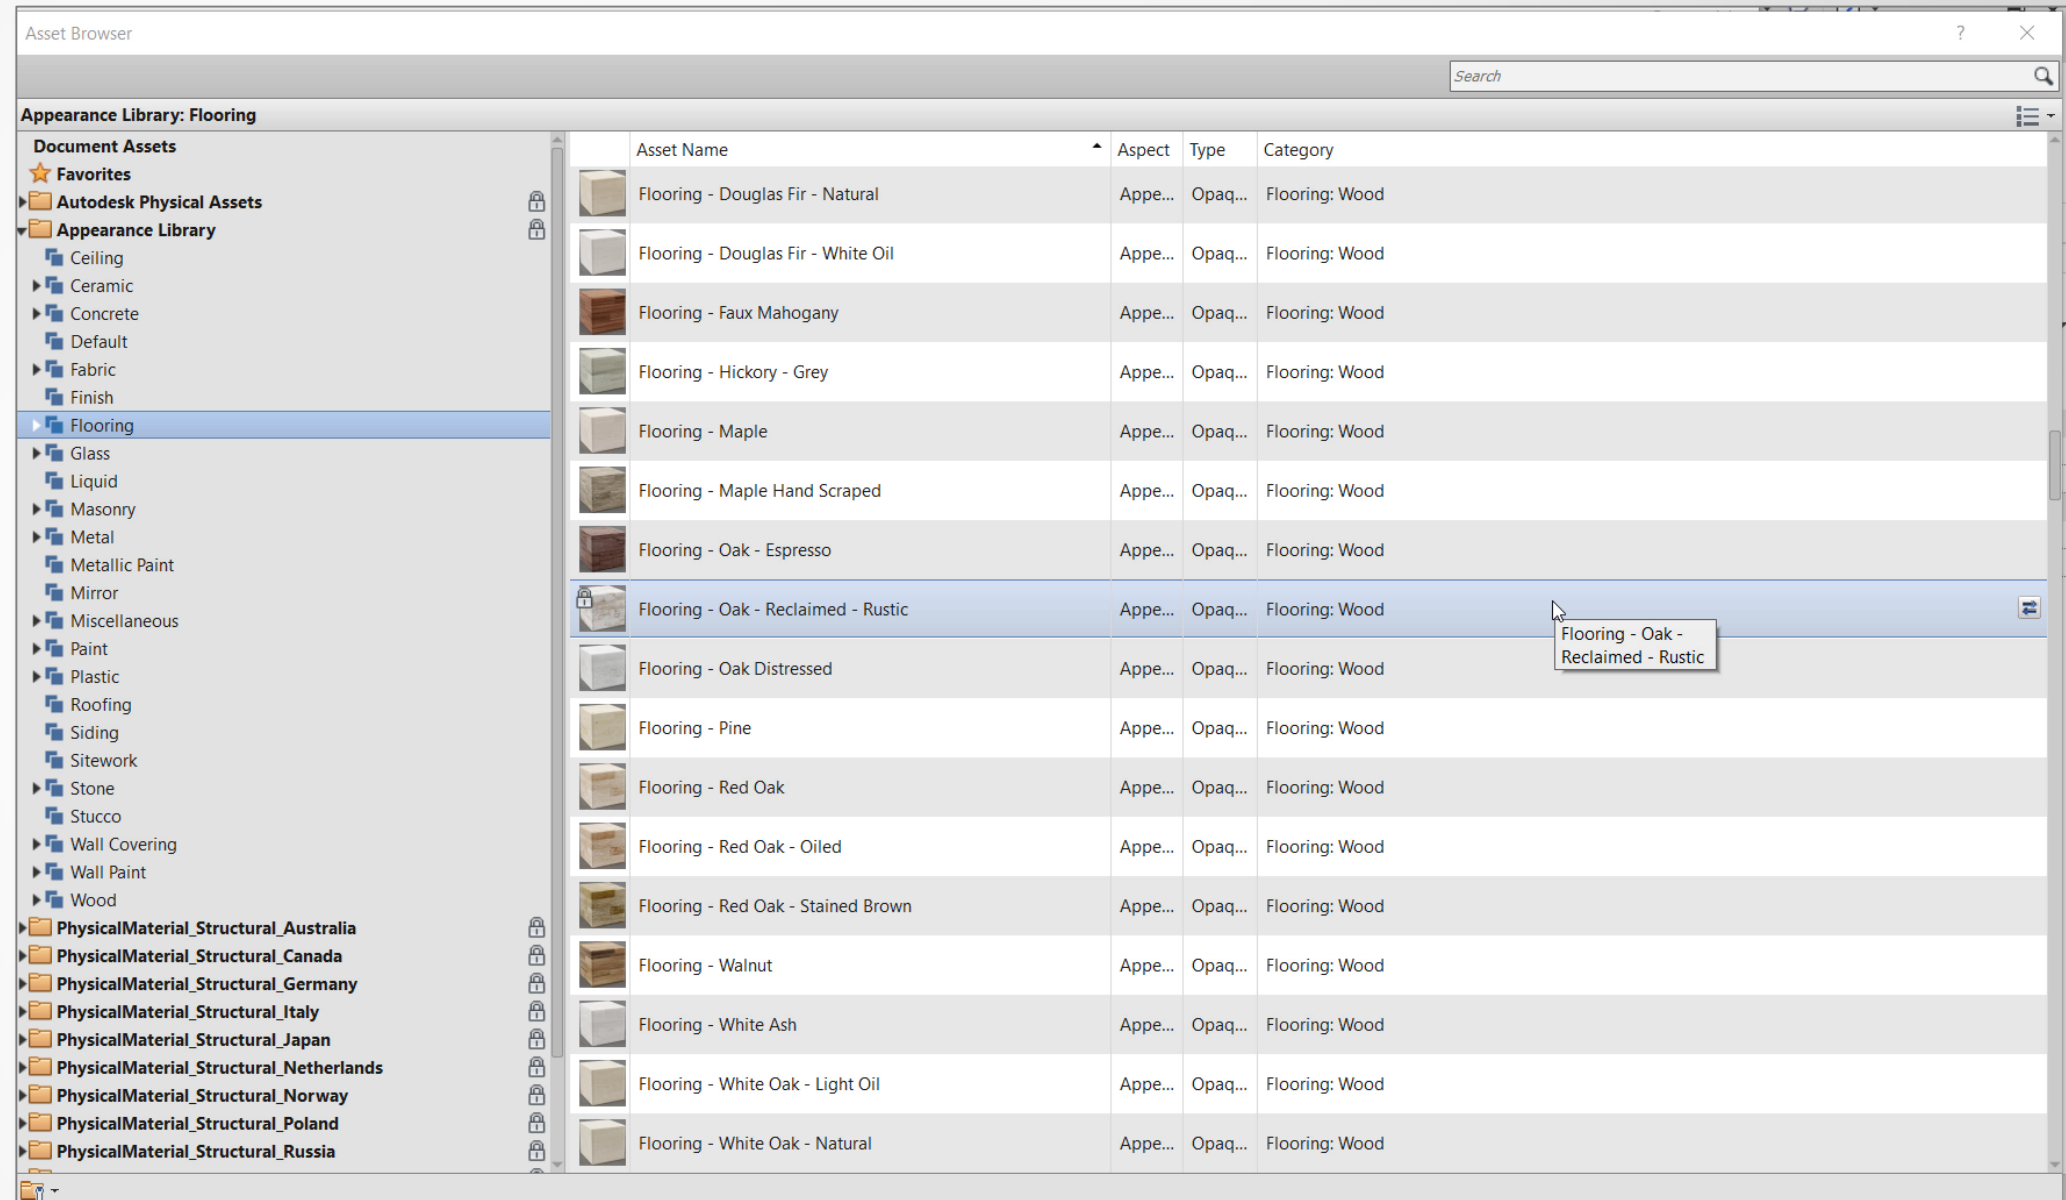 Asset Browser
?
Search
Appearance Library: Flooring
Document Assets
Favorites
Autodesk Physical Assets
Appearance Library
Ceiling
Ceramic
Concrete
Default
Fabric
Finish
Flooring
Glass
Liquid
Masonry
Metal
Metallic Paint
Mirror
Miscellaneous
Paint
Plastic
Roofing
Siding
Sitework
Stone
Stucco
Wall Covering
Wall Paint
Wood
PhysicalMaterial_Structural_Australia
PhysicalMaterial_Structural_Canada
PhysicalMaterial_Structural_Germany
PhysicalMaterial_Structural_Italy
PhysicalMaterial_Structural_Japan
PhysicalMaterial_Structural_Netherlands
PhysicalMaterial_Structural_Norway
PhysicalMaterial_Structural_Poland
PhysicalMaterial_Structural_Russia
Asset Name Aspect Type Category
Flooring - Douglas Fir - Natural Appe... Opaq... Flooring: Wood
Flooring - Douglas Fir - White Oil Appe... Opaq... Flooring: Wood
Flooring - Faux Mahogany Appe... Opaq... Flooring: Wood
Flooring - Hickory - Grey Appe... Opaq... Flooring: Wood
Flooring - Maple Appe... Opaq... Flooring: Wood
Flooring - Maple Hand Scraped Appe... Opaq... Flooring: Wood
Flooring - Oak - Espresso Appe... Opaq... Flooring: Wood
Flooring - Oak - Reclaimed - Rustic Appe... Opaq... Flooring: Wood
Flooring - Oak -
Reclaimed - Rustic
Flooring - Oak Distressed Appe... Opaq... Flooring: Wood
Flooring - Pine Appe... Opaq... Flooring: Wood
Flooring - Red Oak Appe... Opaq... Flooring: Wood
Flooring - Red Oak - Oiled Appe... Opaq... Flooring: Wood
Flooring - Red Oak - Stained Brown Appe... Opaq... Flooring: Wood
Flooring - Walnut Appe... Opaq... Flooring: Wood
Flooring - White Ash Appe... Opaq... Flooring: Wood
Flooring - White Oak - Light Oil Appe... Opaq... Flooring: Wood
Flooring - White Oak - Natural Appe... Opaq... Flooring: Wood